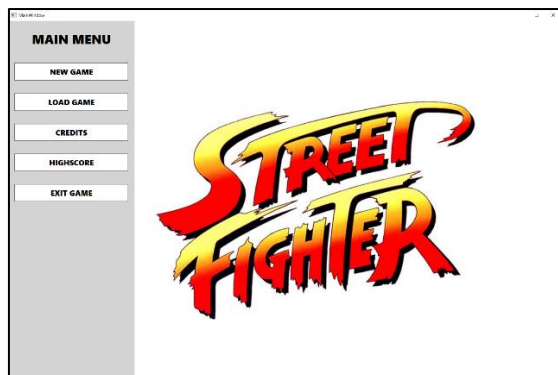 MainWindow
MAIN MENU
NEW GAME
LOAD GAME
CREDITS
HIGHSCORE
EXIT GAME
STREET
FIGHTER